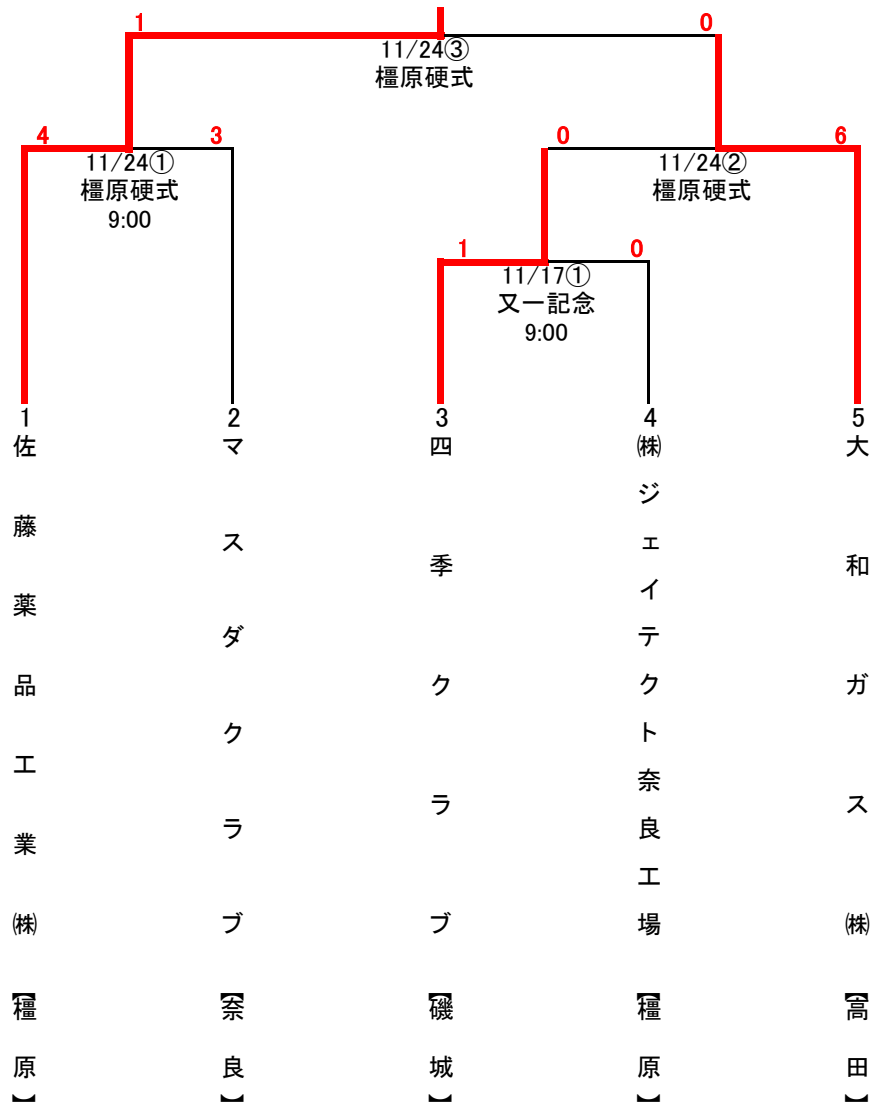 1
0
11/24③
橿原硬式
4
3
0
6
11/24①
橿原硬式
9:00
11/24②
橿原硬式
1
0
11/17①
又一記念
9:00
1
2
3
4
5
佐藤薬品工業㈱【橿原】
マスダクラブ【奈良】
四季クラブ【磯城】
㈱ジェイテクト奈良工場【橿原】
大和ガス㈱【高田】